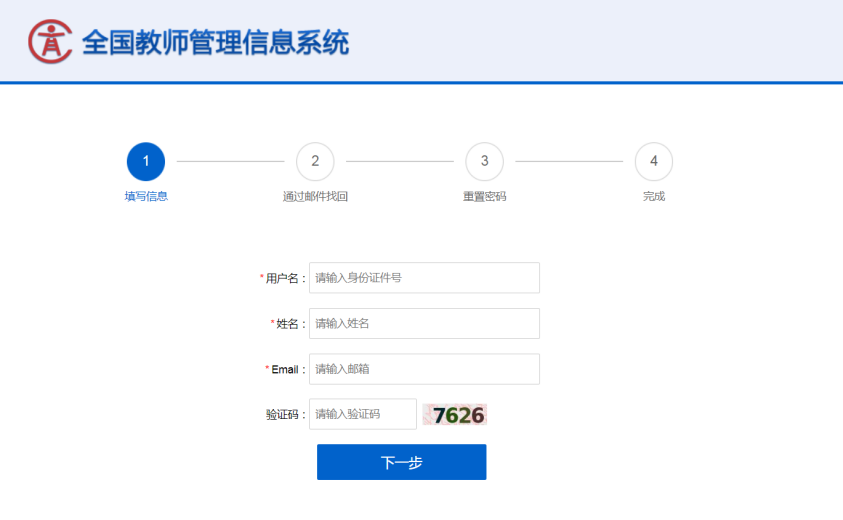 全国教师管理信息系统
1 2 3 4
填写信息 通过邮件找回 重置密码 完成
*用户名： 请输入身份证件号
*姓名： 请输入姓名
*Email： 请输入邮箱
验证码： 请输入验证码 7626
下一步